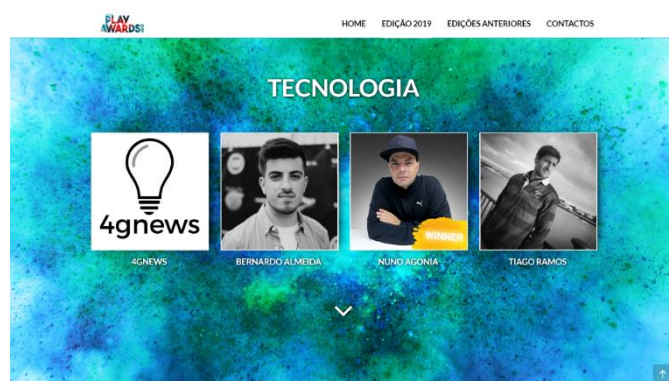 PLAY
AWARDS!
HOME EDIÇÃO 2019 EDIÇÕES ANTERIORES CONTACTOS
TECNOLOGIA
4gnews
WINNER
4GNEWS BERNARDO ALMEIDA NUNO AGONIA TIAGO RAMOS